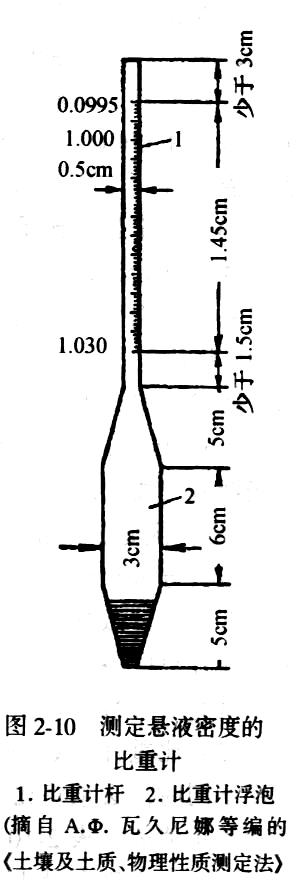 少于 3cm
0.0995
1.000
1
0.5cm
1.45cm
1.030
少于 1.5cm
5cm
2
3cm
6cm
5cm
图 2-10 测定悬液密度的
比重计
1. 比重计杆 2. 比重计浮泡
(摘自 A.Ф. 瓦久尼娜等编的
《土壤及土质、物理性质测定法》